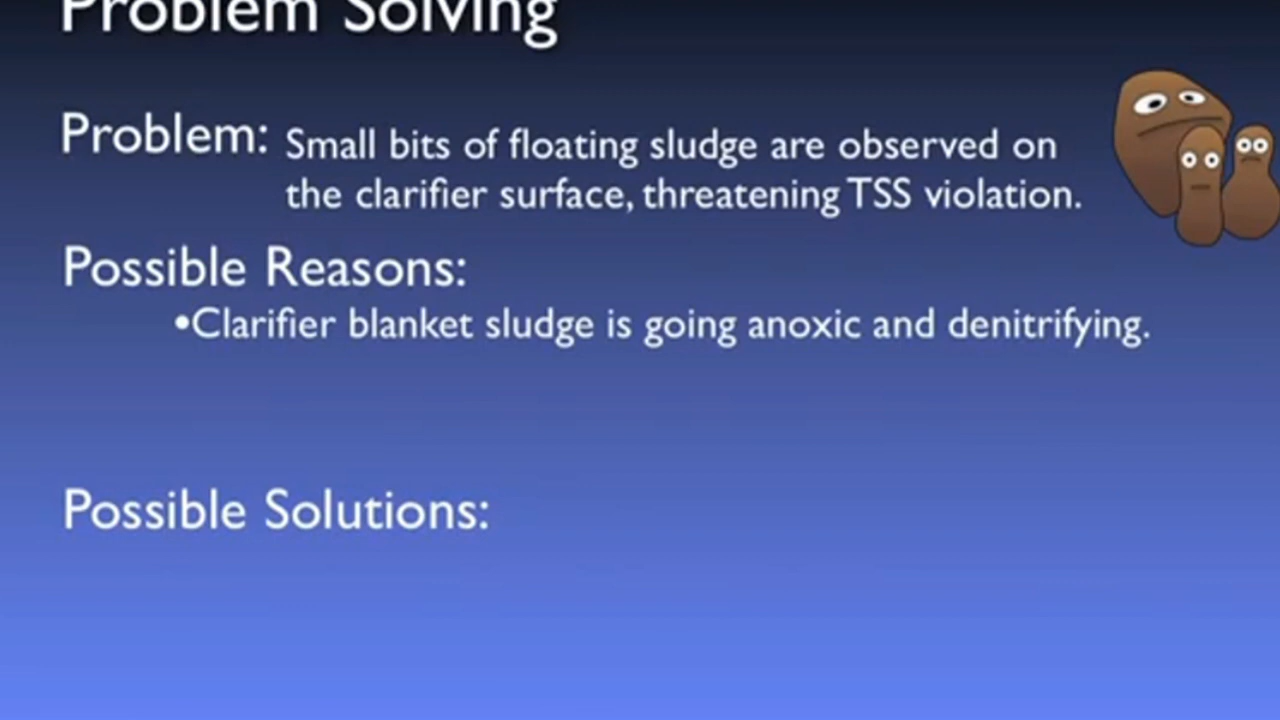 Problem Solving
Problem: Small bits of floating sludge are observed on
the clarifier surface, threatening TSS violation.
Possible Reasons:
•Clarifier blanket sludge is going anoxic and denitrifying.
Possible Solutions: